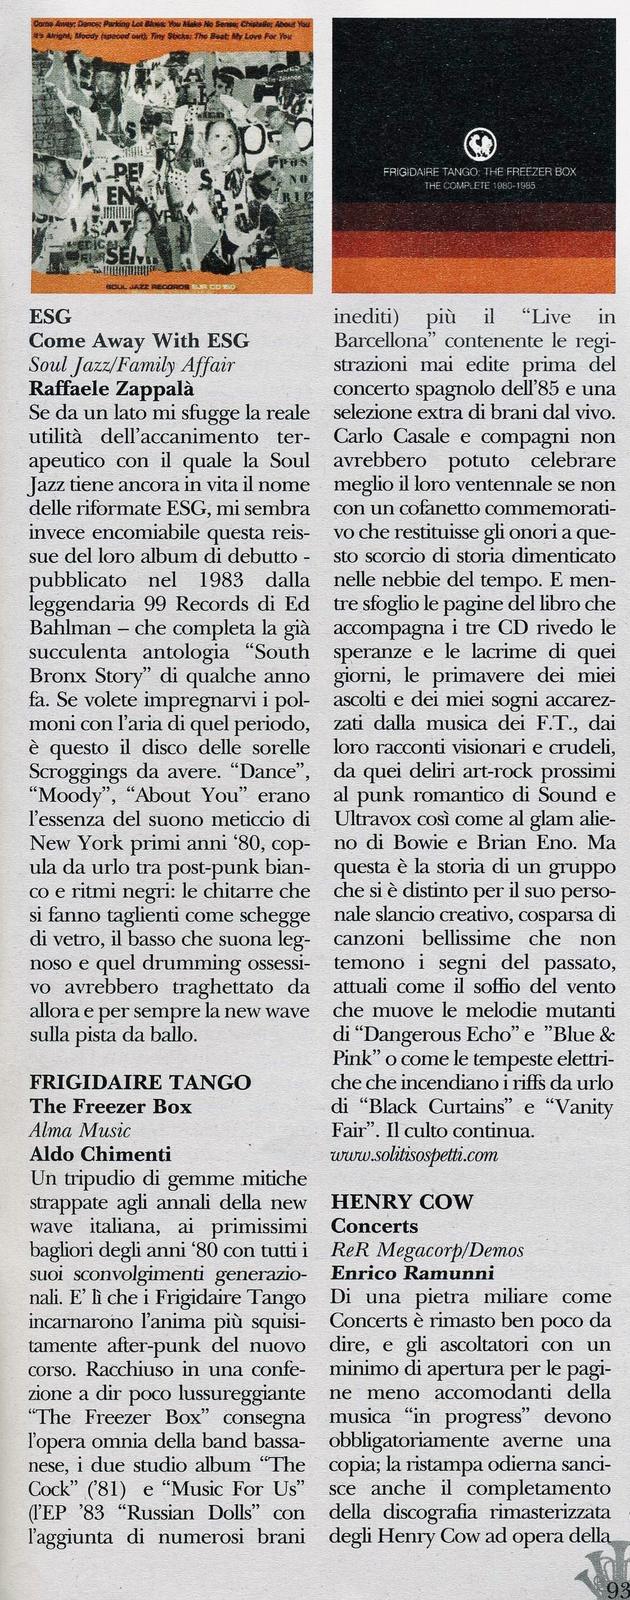 Come Away; Dance; Parking Lot Blues; You Make No Sense; Chistelle; About You
It's Alright, Moody (spaced out); Tiny Sticks; The Beat; My Love For You
SOUL JAZZ RECORDS SJR CD 160
FRIGIDAIRE TANGO: THE FREEZER BOX
THE COMPLETE 1980-1985
ESG
Come Away With ESG
Soul Jazz/Family Affair
Raffaele Zappalà
Se da un lato mi sfugge la reale
utilità dell'accanimento ter-
apeutico con il quale la Soul
Jazz tiene ancora in vita il nome
delle riformate ESG, mi sembra
invece encomiabile questa reis-
sue del loro album di debutto -
pubblicato nel 1983 dalla
leggendaria 99 Records di Ed
Bahlman – che completa la già
succulenta antologia “South
Bronx Story” di qualche anno
fa. Se volete impregnarvi i pol-
moni con l'aria di quel periodo,
è questo il disco delle sorelle
Scroggings da avere. “Dance”,
“Moody”, “About You” erano
l'essenza del suono meticcio di
New York primi anni ‘80, cop-
ula da urlo tra post-punk bian-
co e ritmi negri: le chitarre che
si fanno taglienti come schegge
di vetro, il basso che suona leg-
noso e quel drumming ossessi-
vo avrebbero traghettato da
allora e per sempre la new wave
sulla pista da ballo.
FRIGIDAIRE TANGO
The Freezer Box
Alma Music
Aldo Chimenti
Un tripudio di gemme mitiche
strappate agli annali della new
wave italiana, ai primissimi
bagliori degli anni ‘80 con tutti i
suoi sconvolgimenti generazio-
nali. E' lì che i Frigidaire Tango
incarnarono l'anima più squisi-
tamente after-punk del nuovo
corso. Racchiuso in una confe-
zione a dir poco lussureggiante
“The Freezer Box” consegna
l'opera omnia della band bassa-
nese, i due studio album “The
Cock” ('81) e “Music For Us”
(l'EP '83 “Russian Dolls” con
l'aggiunta di numerosi brani
inediti) più il “Live in
Barcellona” contenente le regi-
strazioni mai edite prima del
concerto spagnolo dell'85 e una
selezione extra di brani dal vivo.
Carlo Casale e compagni non
avrebbero potuto celebrare
meglio il loro ventennale se non
con un cofanetto commemorati-
vo che restituisse gli onori a que-
sto scorcio di storia dimenticato
nelle nebbie del tempo. E men-
tre sfoglio le pagine del libro che
accompagna i tre CD rivedo le
speranze e le lacrime di quei
giorni, le primavere dei miei
ascolti e dei miei sogni accarez-
zati dalla musica dei F.T., dai
loro racconti visionari e crudeli,
da quei deliri art-rock prossimi
al punk romantico di Sound e
Ultravox così come al glam alie-
no di Bowie e Brian Eno. Ma
questa è la storia di un gruppo
che si è distinto per il suo perso-
nale slancio creativo, cosparsa di
canzoni bellissime che non
temono i segni del passato,
attuali come il soffio del vento
che muove le melodie mutanti
di “Dangerous Echo” e ”Blue &
Pink” o come le tempeste elettri-
che che incendiano i riffs da urlo
di “Black Curtains” e “Vanity
Fair”. Il culto continua.
www.solitisospetti.com
HENRY COW
Concerts
ReR Megacorp/Demos
Enrico Ramunni
Di una pietra miliare come
Concerts è rimasto ben poco da
dire, e gli ascoltatori con un
minimo di apertura per le pagi-
ne meno accomodanti della
musica “in progress” devono
obbligatoriamente averne una
copia; la ristampa odierna sanci-
sce anche il completamento
della discografia rimasterizzata
degli Henry Cow ad opera della
93